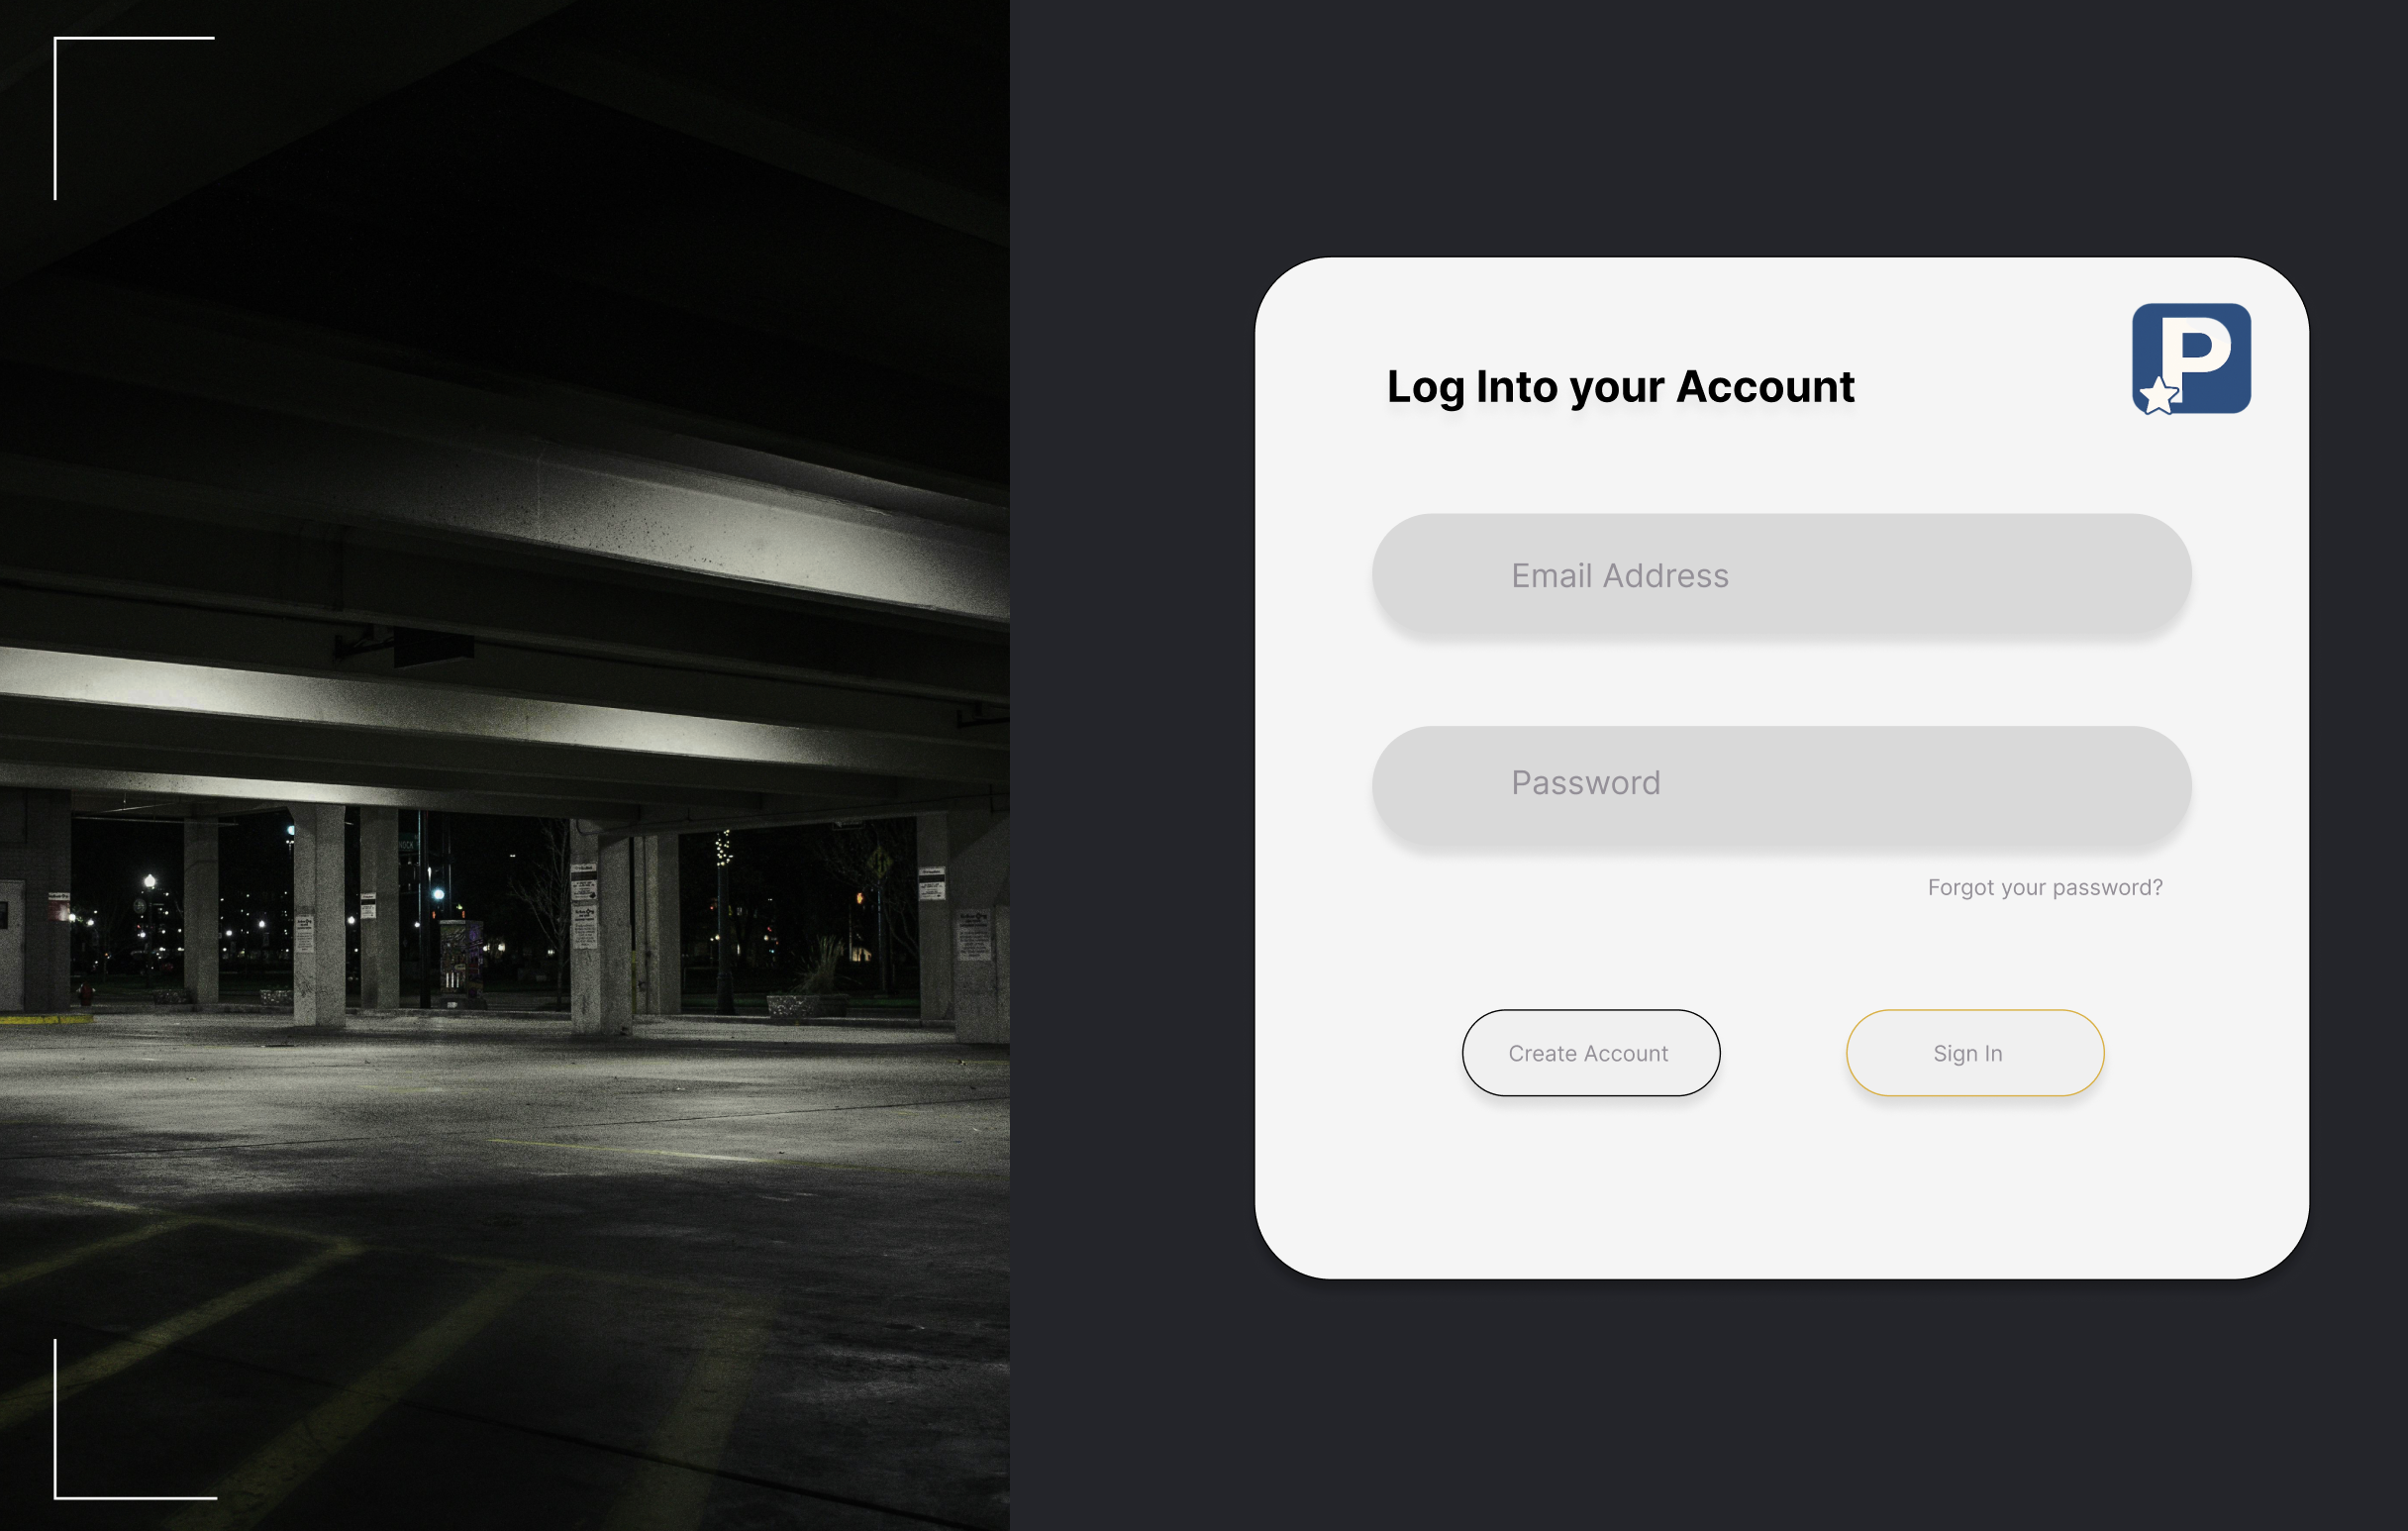 P
Log Into your Account
Email Address
Password
Forgot your password?
Create Account
Sign In